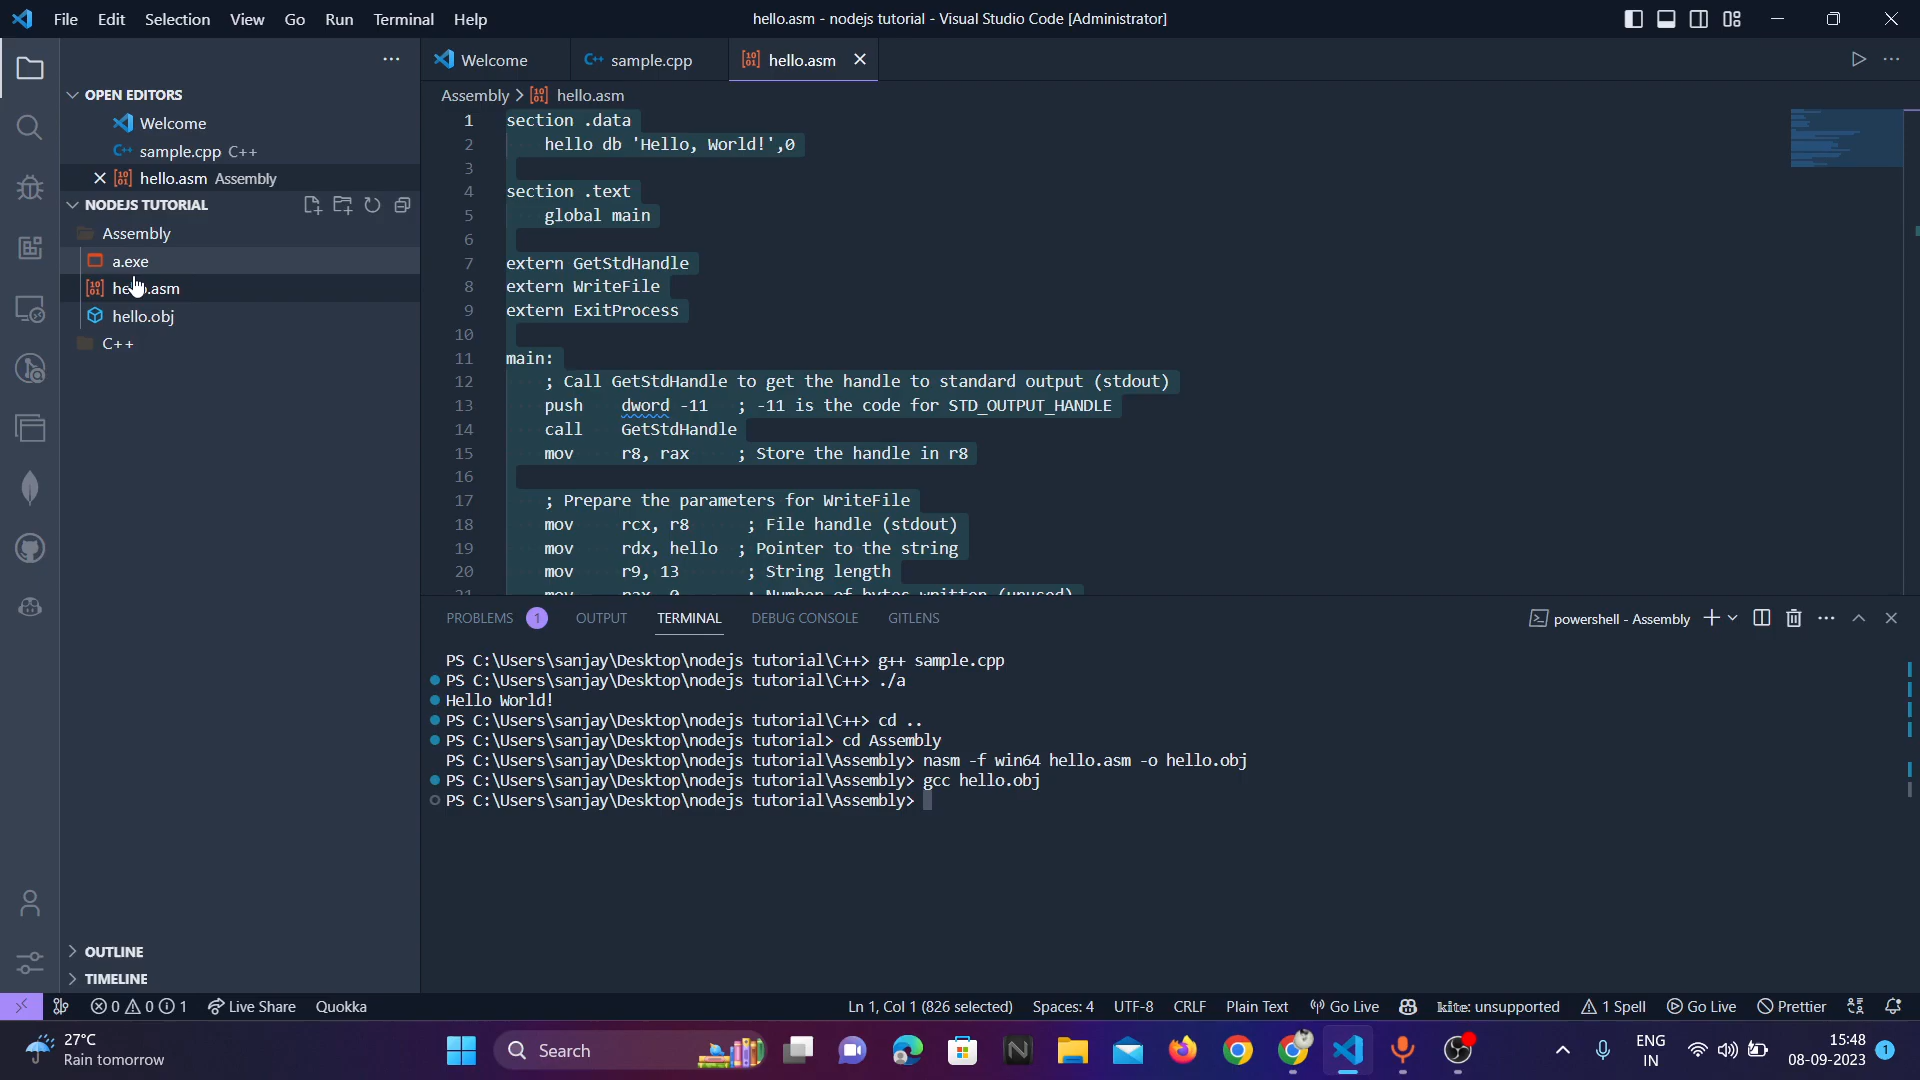 File Edit Selection View Go Run Terminal Help
hello.asm - nodejs tutorial - Visual Studio Code [Administrator]
OPEN EDITORS
Welcome
sample.cpp C++
hello.asm Assembly
NODEJS TUTORIAL
Assembly
a.exe
hello.asm
hello.obj
C++
OUTLINE
TIMELINE
Welcome
sample.cpp
hello.asm
Assembly > hello.asm
1 section .data
2 hello db 'Hello, World!',0
3
4 section .text
5 global main
6
7 extern GetStdHandle
8 extern WriteFile
9 extern ExitProcess
10
11 main:
12 ; Call GetStdHandle to get the handle to standard output (stdout)
13 push dword -11 ; -11 is the code for STD_OUTPUT_HANDLE
14 call GetStdHandle
15 mov r8, rax ; Store the handle in r8
16
17 ; Prepare the parameters for WriteFile
18 mov rcx, r8 ; File handle (stdout)
19 mov rdx, hello ; Pointer to the string
20 mov r9, 13 ; String length
21 mov rax, 0 ; Number of bytes written (unused)
PROBLEMS 1 OUTPUT TERMINAL DEBUG CONSOLE GITLENS
powershell - Assembly
PS C:\Users\sanjay\Desktop\nodejs tutorial\C++> g++ sample.cpp
PS C:\Users\sanjay\Desktop\nodejs tutorial\C++> ./a
Hello World!
PS C:\Users\sanjay\Desktop\nodejs tutorial\C++> cd ..
PS C:\Users\sanjay\Desktop\nodejs tutorial> cd Assembly
PS C:\Users\sanjay\Desktop\nodejs tutorial\Assembly> nasm -f win64 hello.asm -o hello.obj
PS C:\Users\sanjay\Desktop\nodejs tutorial\Assembly> gcc hello.obj
PS C:\Users\sanjay\Desktop\nodejs tutorial\Assembly>
0 0 1 Live Share Quokka
Ln 1, Col 1 (826 selected) Spaces: 4 UTF-8 CRLF Plain Text Go Live kite: unsupported 1 Spell Go Live Prettier
27°C
Rain tomorrow
Search
ENG
IN
15:48
08-09-2023
1